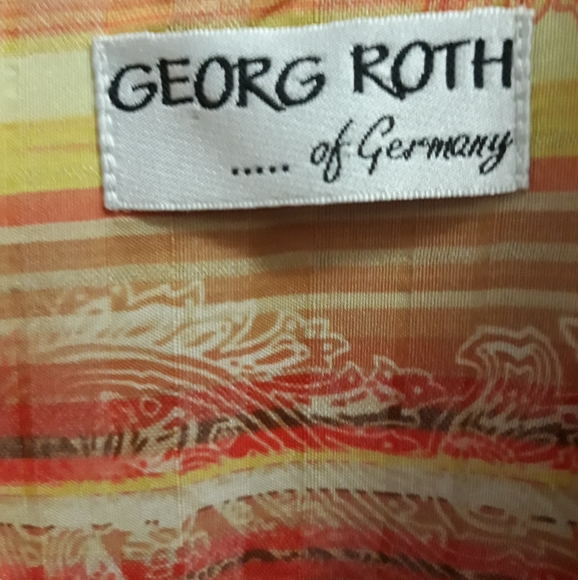 GEORG ROTH
..... of Germany